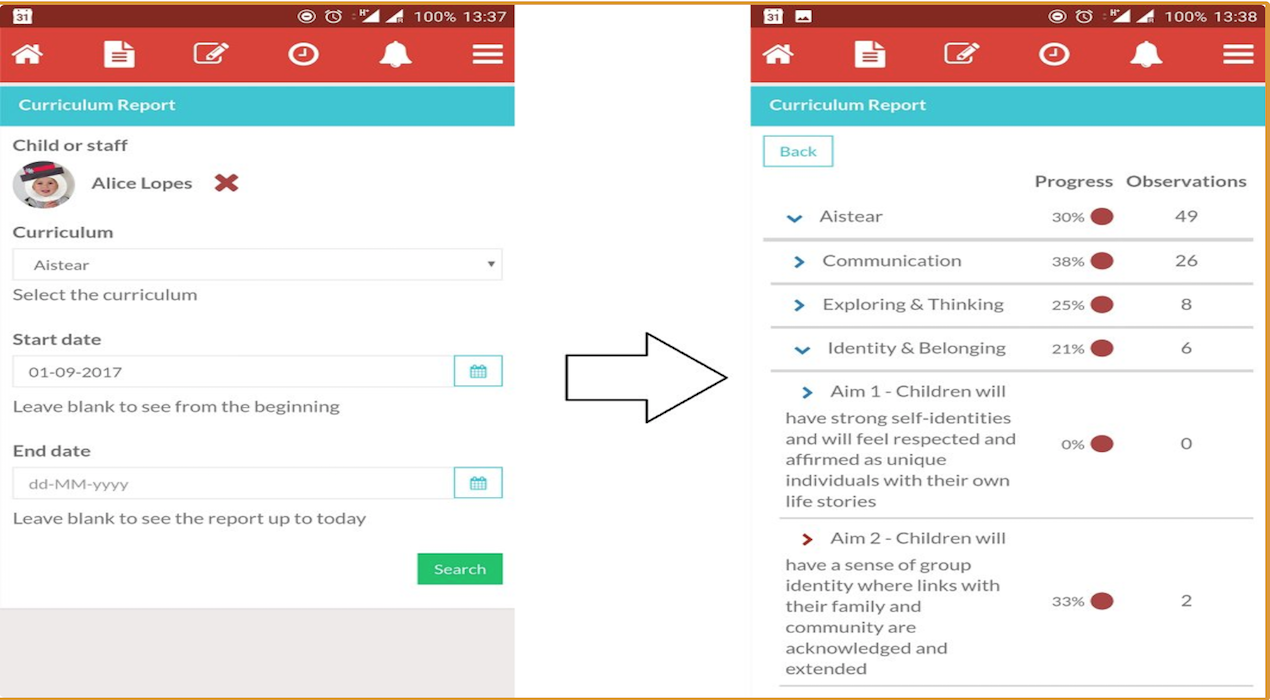 31 H+ 100% 13:37
Curriculum Report
Child or staff
Alice Lopes
Curriculum
Aistear
Select the curriculum
Start date
01-09-2017
Leave blank to see from the beginning
End date
dd-MM-yyyy
Leave blank to see the report up to today
Search
31 H+ 100% 13:38
Curriculum Report
Back
Progress Observations
Aistear 30% 49
Communication 38% 26
Exploring & Thinking 25% 8
Identity & Belonging 21% 6
Aim 1 - Children will
have strong self-identities
and will feel respected and
affirmed as unique
individuals with their own
life stories
0% 0
Aim 2 - Children will
have a sense of group
identity where links with
their family and
community are
acknowledged and
extended
33% 2